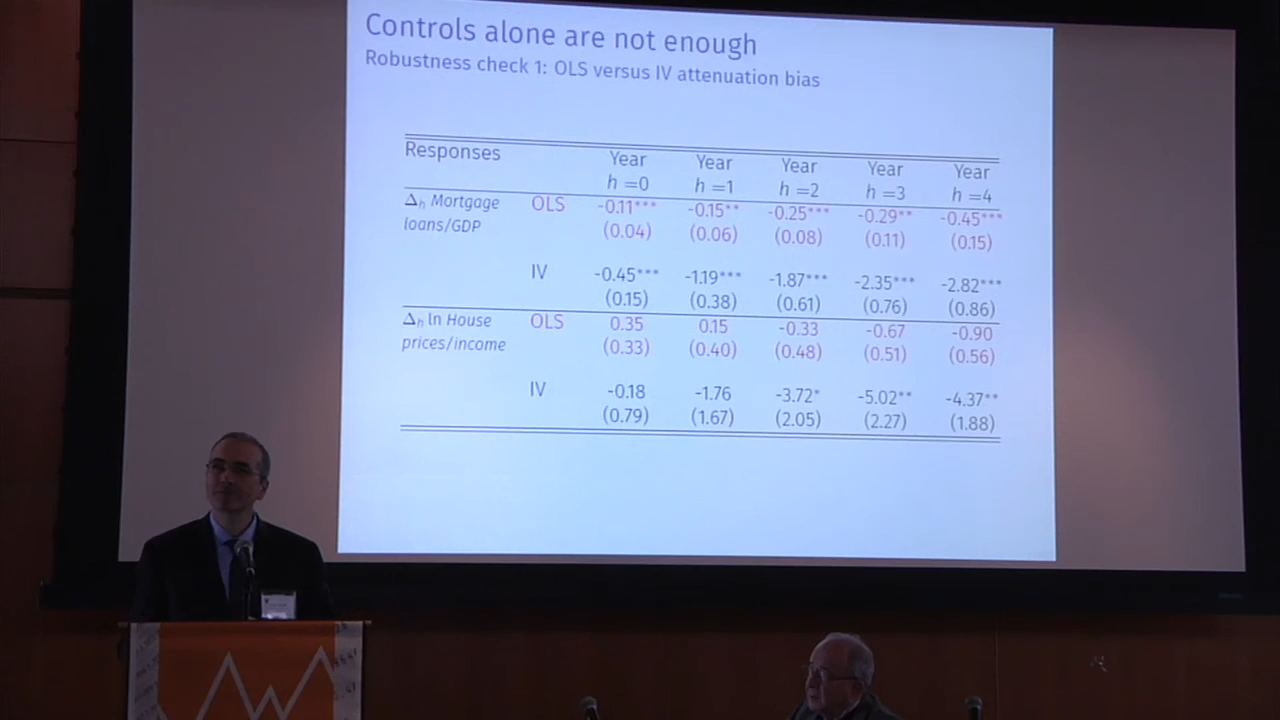 Controls alone are not enough
Robustness check 1: OLS versus IV attenuation bias
Responses Year Year Year Year Year
h =0 h =1 h =2 h =3 h =4
Δh Mortgage OLS -0.11*** -0.15** -0.25*** -0.29** -0.45***
loans/GDP (0.04) (0.06) (0.08) (0.11) (0.15)
IV -0.45*** -1.19*** -1.87*** -2.35*** -2.82***
(0.15) (0.38) (0.61) (0.76) (0.86)
Δh ln House OLS 0.35 0.15 -0.33 -0.67 -0.90
prices/income (0.33) (0.40) (0.48) (0.51) (0.56)
IV -0.18 -1.76 -3.72* -5.02** -4.37**
(0.79) (1.67) (2.05) (2.27) (1.88)